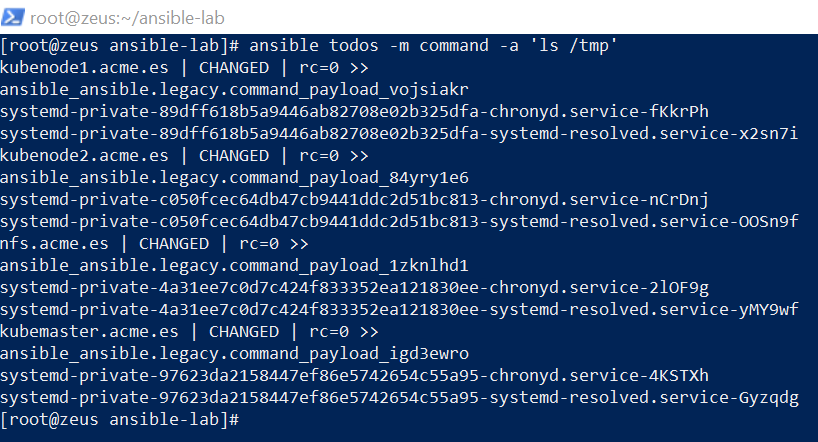 root@zeus:~/ansible-lab
[root@zeus ansible-lab]# ansible todos -m command -a 'ls /tmp'
kubenode1.acme.es | CHANGED | rc=0 >>
ansible_ansible.legacy.command_payload_vojsiakr
systemd-private-89dff618b5a9446ab82708e02b325dfa-chronyd.service-fKkrPh
systemd-private-89dff618b5a9446ab82708e02b325dfa-systemd-resolved.service-x2sn7i
kubenode2.acme.es | CHANGED | rc=0 >>
ansible_ansible.legacy.command_payload_84yry1e6
systemd-private-c050fcec64db47cb9441ddc2d51bc813-chronyd.service-nCrDnj
systemd-private-c050fcec64db47cb9441ddc2d51bc813-systemd-resolved.service-OOSn9f
nfs.acme.es | CHANGED | rc=0 >>
ansible_ansible.legacy.command_payload_1zknlhd1
systemd-private-4a31ee7c0d7c424f833352ea121830ee-chronyd.service-2lOF9g
systemd-private-4a31ee7c0d7c424f833352ea121830ee-systemd-resolved.service-yMY9wf
kubemaster.acme.es | CHANGED | rc=0 >>
ansible_ansible.legacy.command_payload_igd3ewro
systemd-private-97623da2158447ef86e5742654c55a95-chronyd.service-4KSTXh
systemd-private-97623da2158447ef86e5742654c55a95-systemd-resolved.service-Gyzqdg
[root@zeus ansible-lab]#